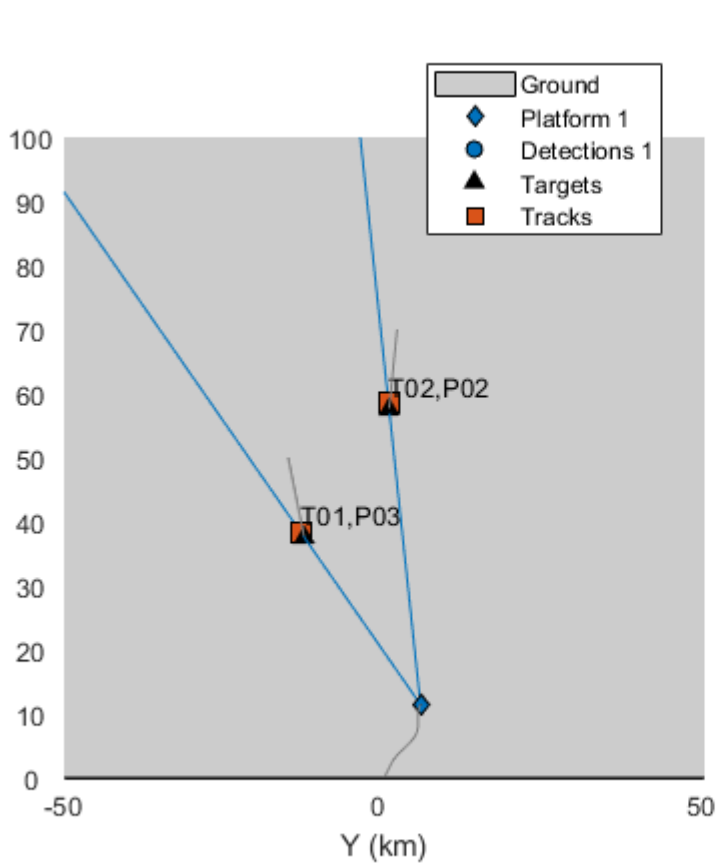 Ground
Platform 1
Detections 1
Targets
Tracks
100
90
80
70
60
50
40
30
20
10
0
T02,P02
T01,P03
-50
0
50
Y (km)